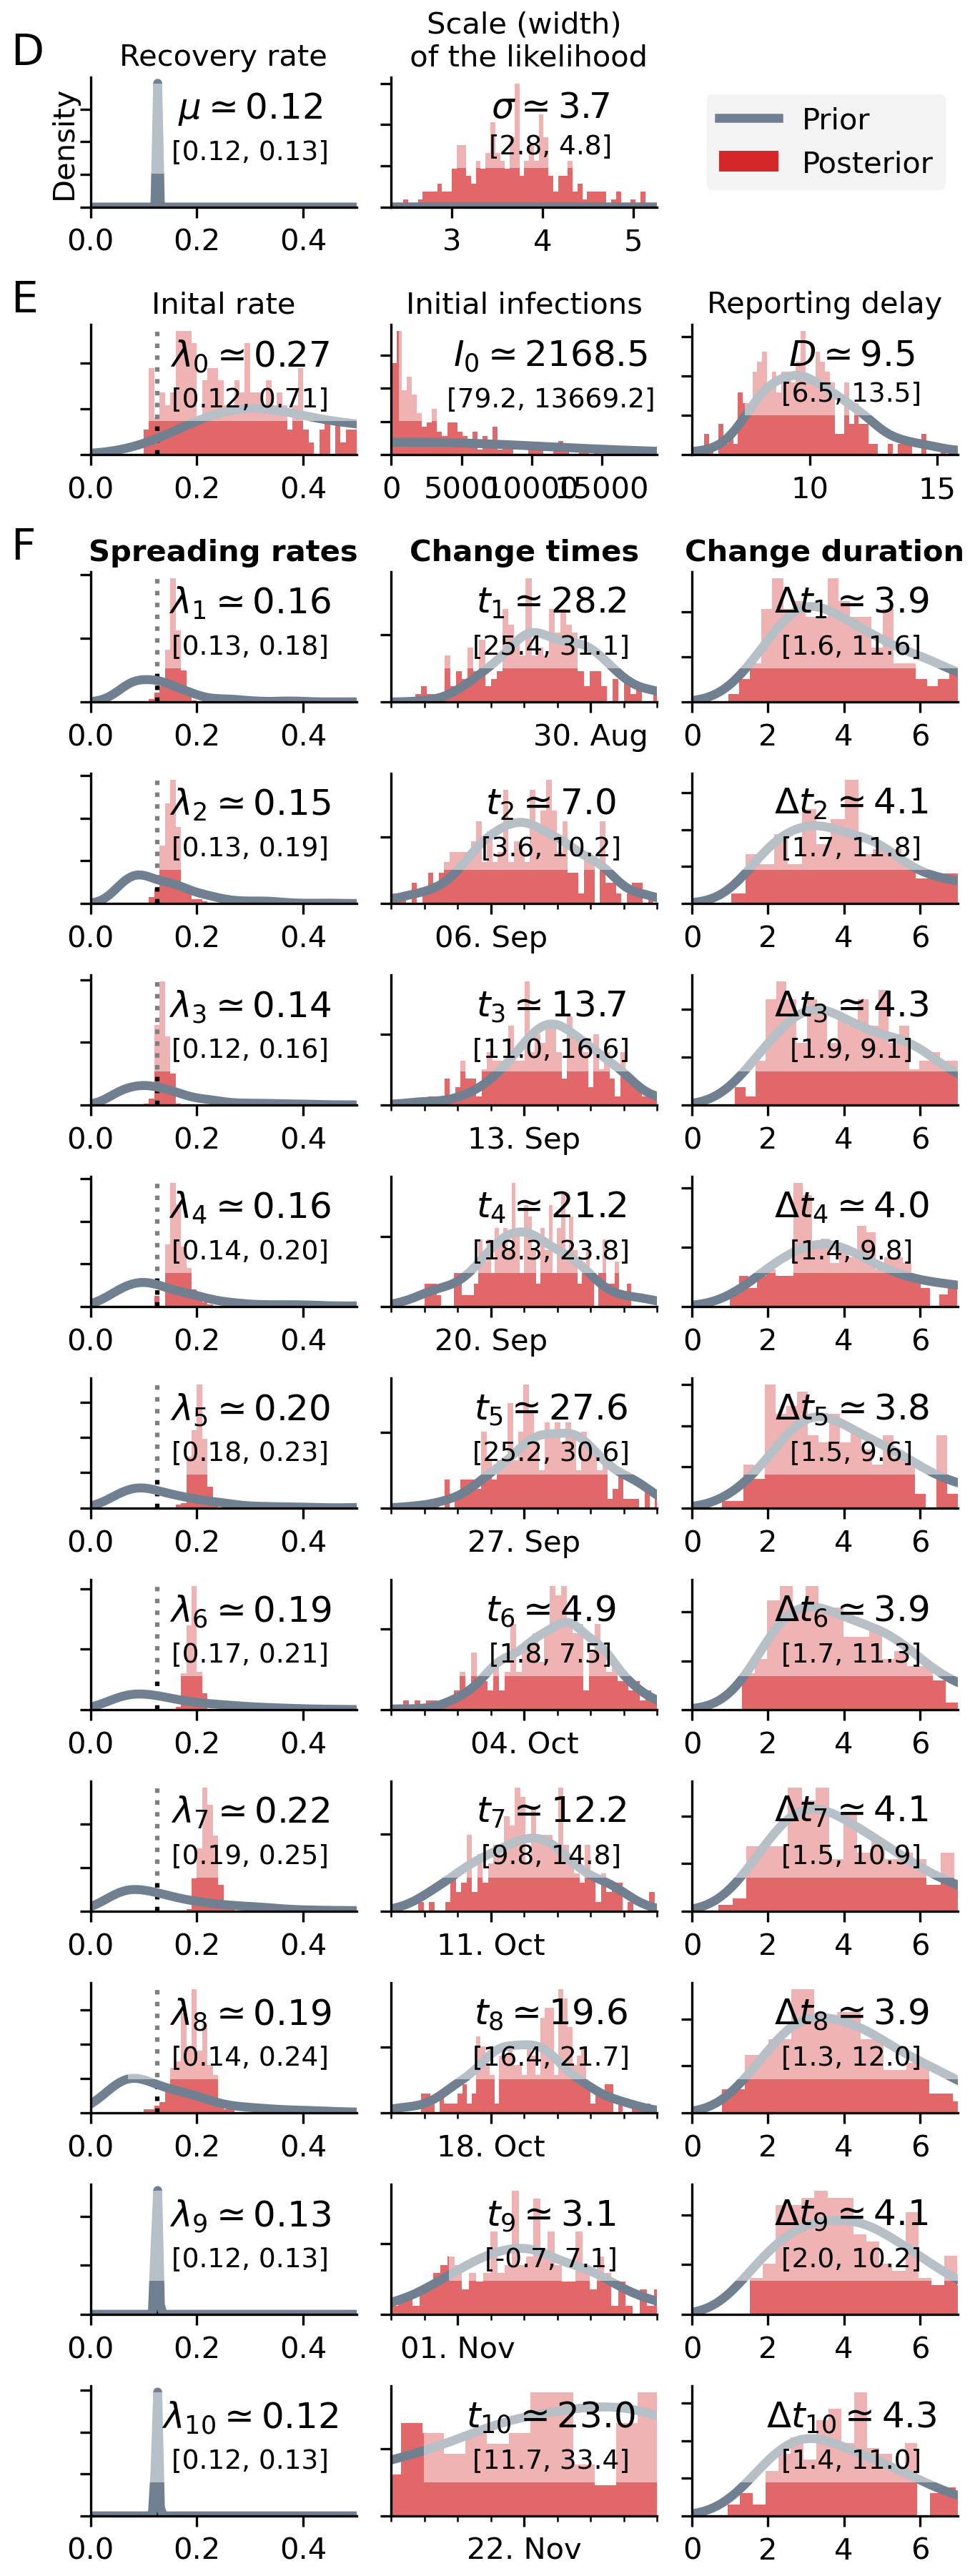 D
Recovery rate
Scale (width)
of the likelihood
Density
μ ≃ 0.12
[0.12, 0.13]
σ ≃ 3.7
[2.8, 4.8]
Prior
Posterior
0.0 0.2 0.4
3 4 5
E
Inital rate
Initial infections
Reporting delay
λ0 ≃ 0.27
[0.12, 0.71]
I0 ≃ 2168.5
[79.2, 13669.2]
D ≃ 9.5
[6.5, 13.5]
0.0 0.2 0.4
0 5000 10000 15000
10 15
F
Spreading rates
Change times
Change duration
λ1 ≃ 0.16
[0.13, 0.18]
t1 ≃ 28.2
[25.4, 31.1]
Δt1 ≃ 3.9
[1.6, 11.6]
0.0 0.2 0.4
30. Aug
0 2 4 6
λ2 ≃ 0.15
[0.13, 0.19]
t2 ≃ 7.0
[3.6, 10.2]
Δt2 ≃ 4.1
[1.7, 11.8]
0.0 0.2 0.4
06. Sep
0 2 4 6
λ3 ≃ 0.14
[0.12, 0.16]
t3 ≃ 13.7
[11.0, 16.6]
Δt3 ≃ 4.3
[1.9, 9.1]
0.0 0.2 0.4
13. Sep
0 2 4 6
λ4 ≃ 0.16
[0.14, 0.20]
t4 ≃ 21.2
[18.3, 23.8]
Δt4 ≃ 4.0
[1.4, 9.8]
0.0 0.2 0.4
20. Sep
0 2 4 6
λ5 ≃ 0.20
[0.18, 0.23]
t5 ≃ 27.6
[25.2, 30.6]
Δt5 ≃ 3.8
[1.5, 9.6]
0.0 0.2 0.4
27. Sep
0 2 4 6
λ6 ≃ 0.19
[0.17, 0.21]
t6 ≃ 4.9
[1.8, 7.5]
Δt6 ≃ 3.9
[1.7, 11.3]
0.0 0.2 0.4
04. Oct
0 2 4 6
λ7 ≃ 0.22
[0.19, 0.25]
t7 ≃ 12.2
[9.8, 14.8]
Δt7 ≃ 4.1
[1.5, 10.9]
0.0 0.2 0.4
11. Oct
0 2 4 6
λ8 ≃ 0.19
[0.14, 0.24]
t8 ≃ 19.6
[16.4, 21.7]
Δt8 ≃ 3.9
[1.3, 12.0]
0.0 0.2 0.4
18. Oct
0 2 4 6
λ9 ≃ 0.13
[0.12, 0.13]
t9 ≃ 3.1
[-0.7, 7.1]
Δt9 ≃ 4.1
[2.0, 10.2]
0.0 0.2 0.4
01. Nov
0 2 4 6
λ10 ≃ 0.12
[0.12, 0.13]
t10 ≃ 23.0
[11.7, 33.4]
Δt10 ≃ 4.3
[1.4, 11.0]
0.0 0.2 0.4
22. Nov
0 2 4 6